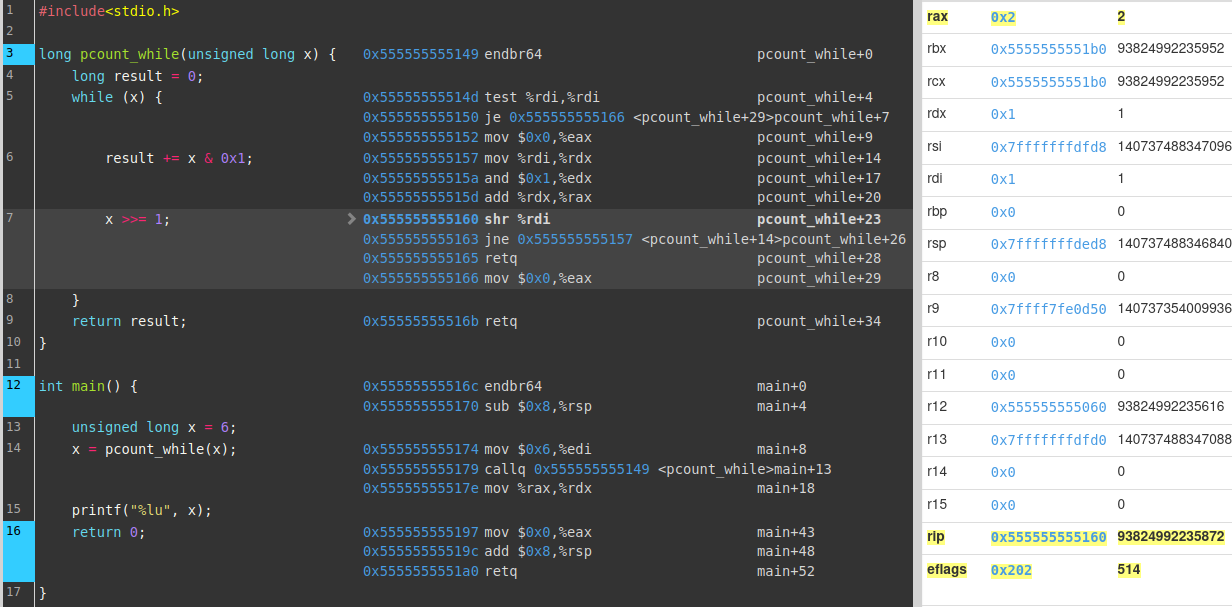 1 #include<stdio.h>
2
3 long pcount_while(unsigned long x) { 0x555555555149 endbr64 pcount_while+0
4 long result = 0;
5 while (x) { 0x55555555514d test %rdi,%rdi pcount_while+4
0x555555555150 je 0x555555555166 <pcount_while+29>pcount_while+7
0x555555555152 mov $0x0,%eax pcount_while+9
6 result += x & 0x1; 0x555555555157 mov %rdi,%rdx pcount_while+14
0x55555555515a and $0x1,%edx pcount_while+17
0x55555555515d add %rdx,%rax pcount_while+20
7 x >>= 1; 0x555555555160 shr %rdi pcount_while+23
0x555555555163 jne 0x555555555157 <pcount_while+14>pcount_while+26
0x555555555165 retq pcount_while+28
0x555555555166 mov $0x0,%eax pcount_while+29
8 }
9 return result; 0x55555555516b retq pcount_while+34
10 }
11
12 int main() { 0x55555555516c endbr64 main+0
0x555555555170 sub $0x8,%rsp main+4
13 unsigned long x = 6;
14 x = pcount_while(x); 0x555555555174 mov $0x6,%edi main+8
0x555555555179 callq 0x555555555149 <pcount_while>main+13
0x55555555517e mov %rax,%rdx main+18
15 printf("%lu", x);
16 return 0; 0x555555555197 mov $0x0,%eax main+43
0x55555555519c add $0x8,%rsp main+48
0x5555555551a0 retq main+52
17 }
rax 0x2 2
rbx 0x5555555551b0 93824992235952
rcx 0x5555555551b0 93824992235952
rdx 0x1 1
rsi 0x7fffffffdfd8 140737488347096
rdi 0x1 1
rbp 0x0 0
rsp 0x7fffffffded8 140737488346840
r8 0x0 0
r9 0x7ffff7fe0d50 140737354009936
r10 0x0 0
r11 0x0 0
r12 0x555555555060 93824992235616
r13 0x7fffffffdfd0 140737488347088
r14 0x0 0
r15 0x0 0
rip 0x555555555160 93824992235872
eflags 0x202 514